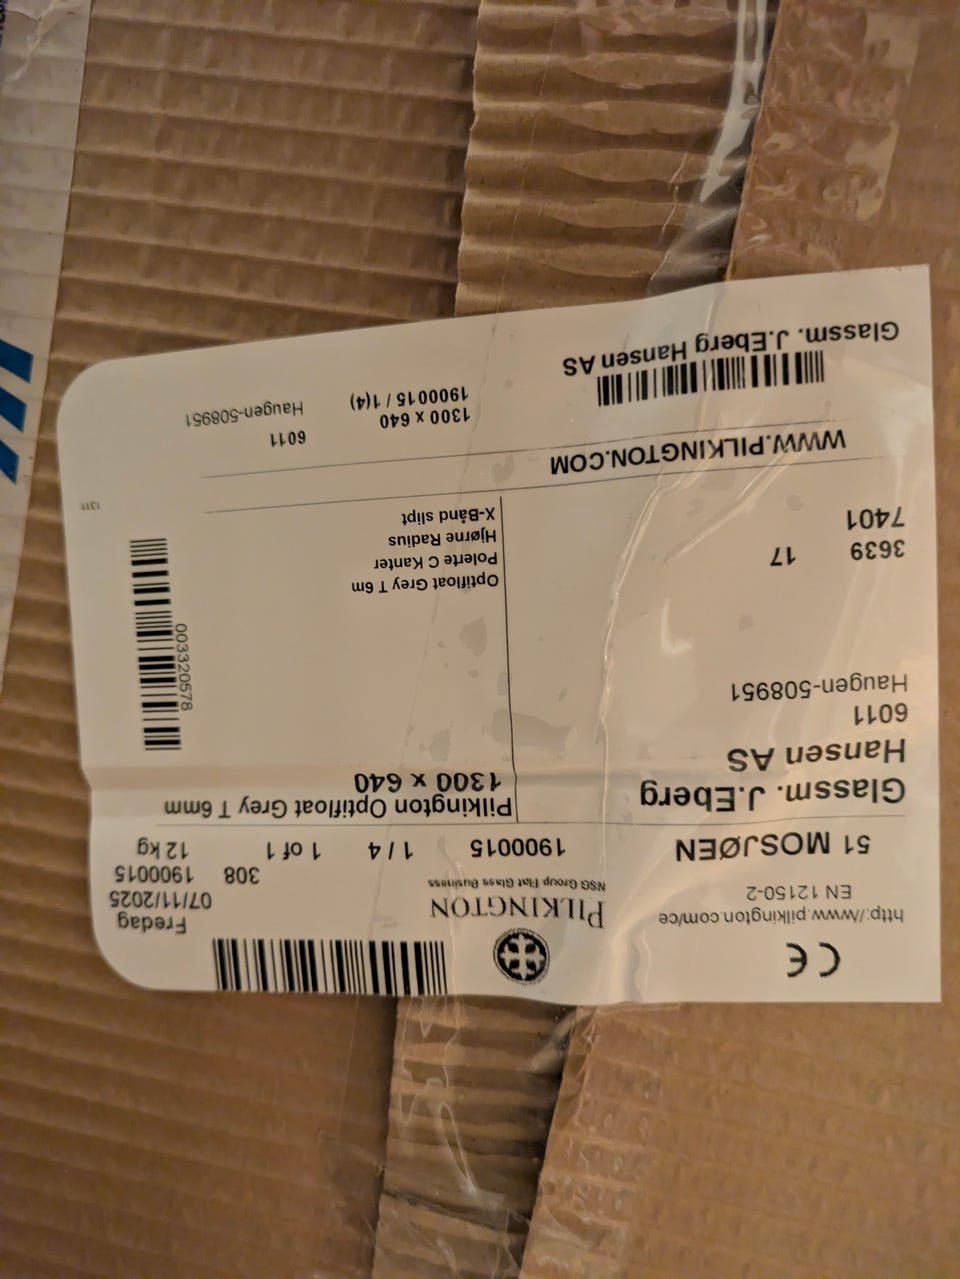 CE
http://www.pilkington.com/ce
EN 12150-2
PILKINGTON
NSG Group Flat Glass Business
Fredag
07/11/2025
308 1900015
51 MOSJØEN
1900015 1 / 4 1 of 1 12 kg
Glassm. J.Eberg
Hansen AS
6011
Haugen-508951
3639 17
7401
Pilkington Optifloat Grey T 6mm
1300 x 640
003320578
Optifloat Grey T 6m
Polerte C Kanter
Hjørne Radius
X-Bånd slipt
1311
WWW.PILKINGTON.COM
Glassm. J.Eberg Hansen AS
1300 x 640 6011
1900015 / 1(4) Haugen-508951